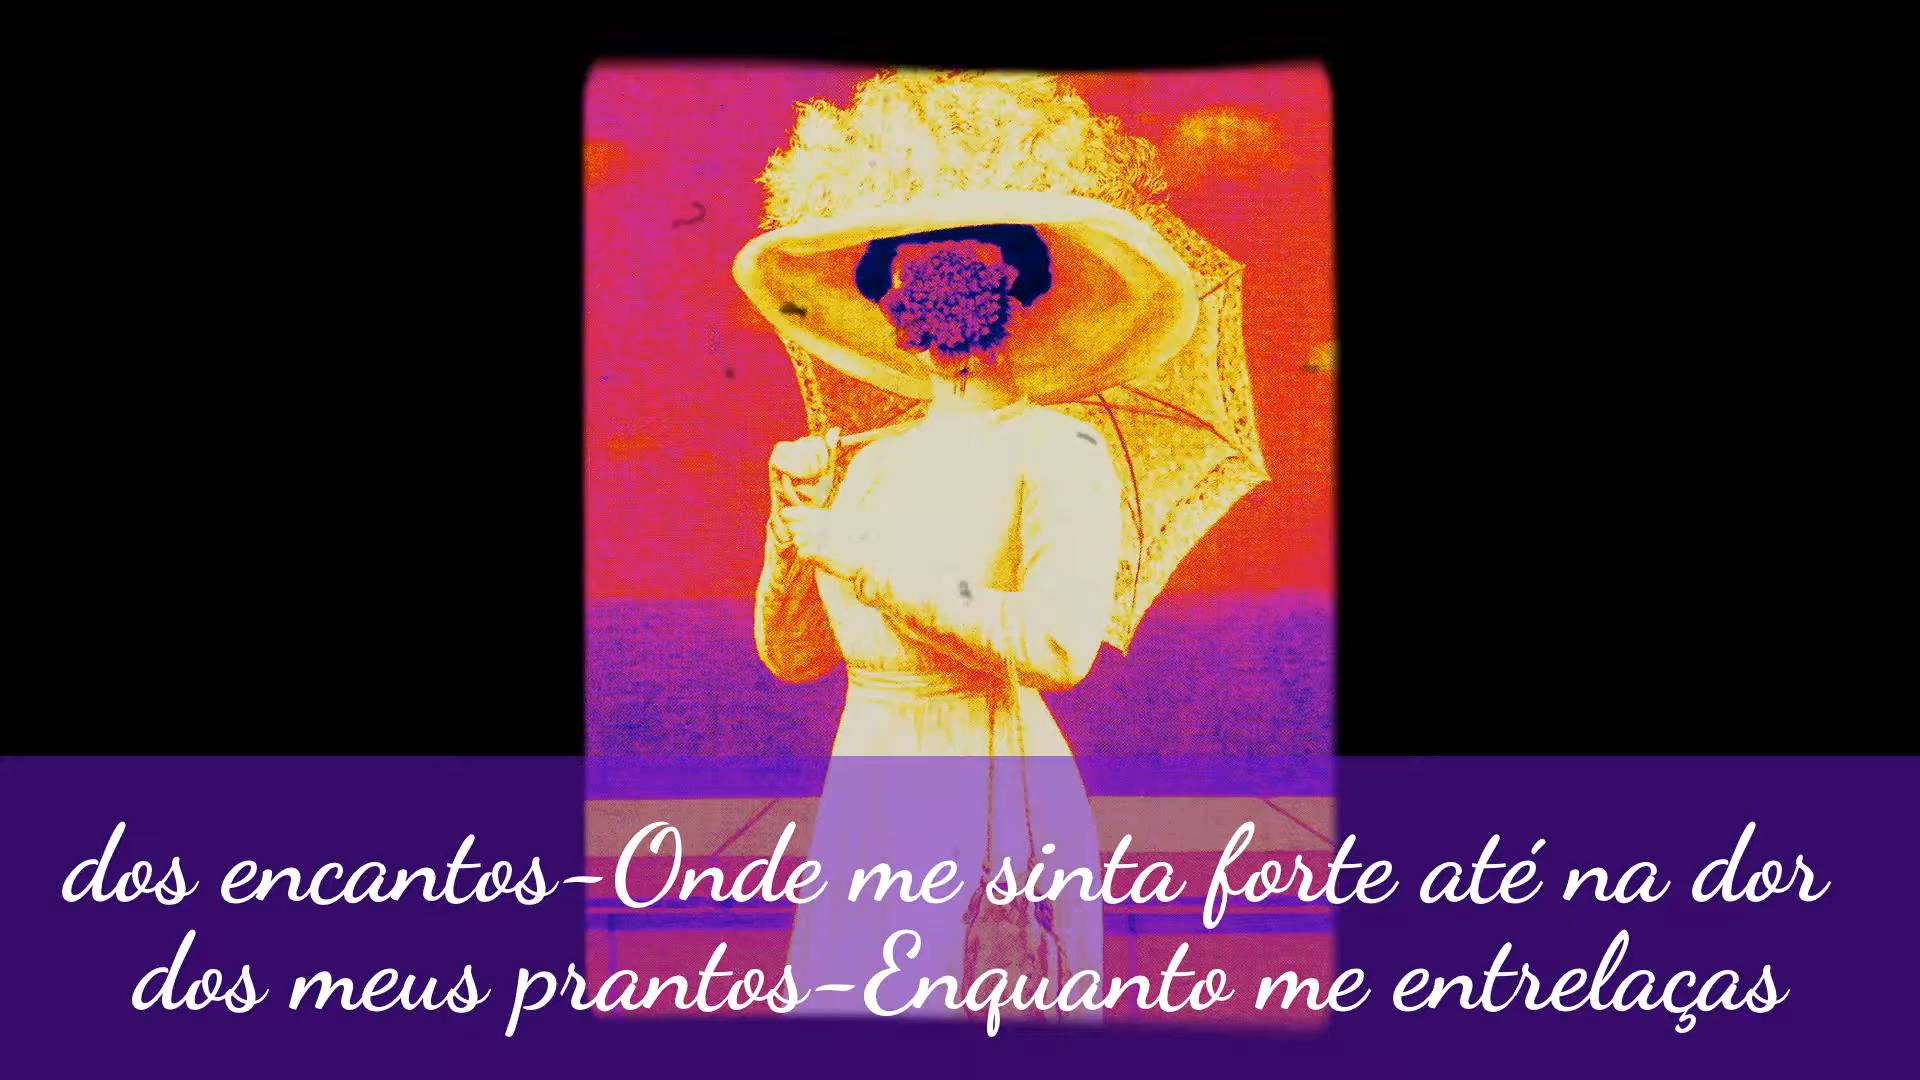 dos encantos-Onde me sinta forte até na dor
dos meus prantos-Enquanto me entrelaças